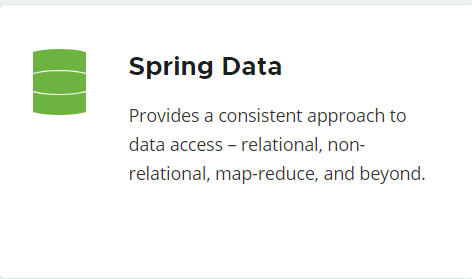 Spring Data
Provides a consistent approach to
data access – relational, non-
relational, map-reduce, and beyond.